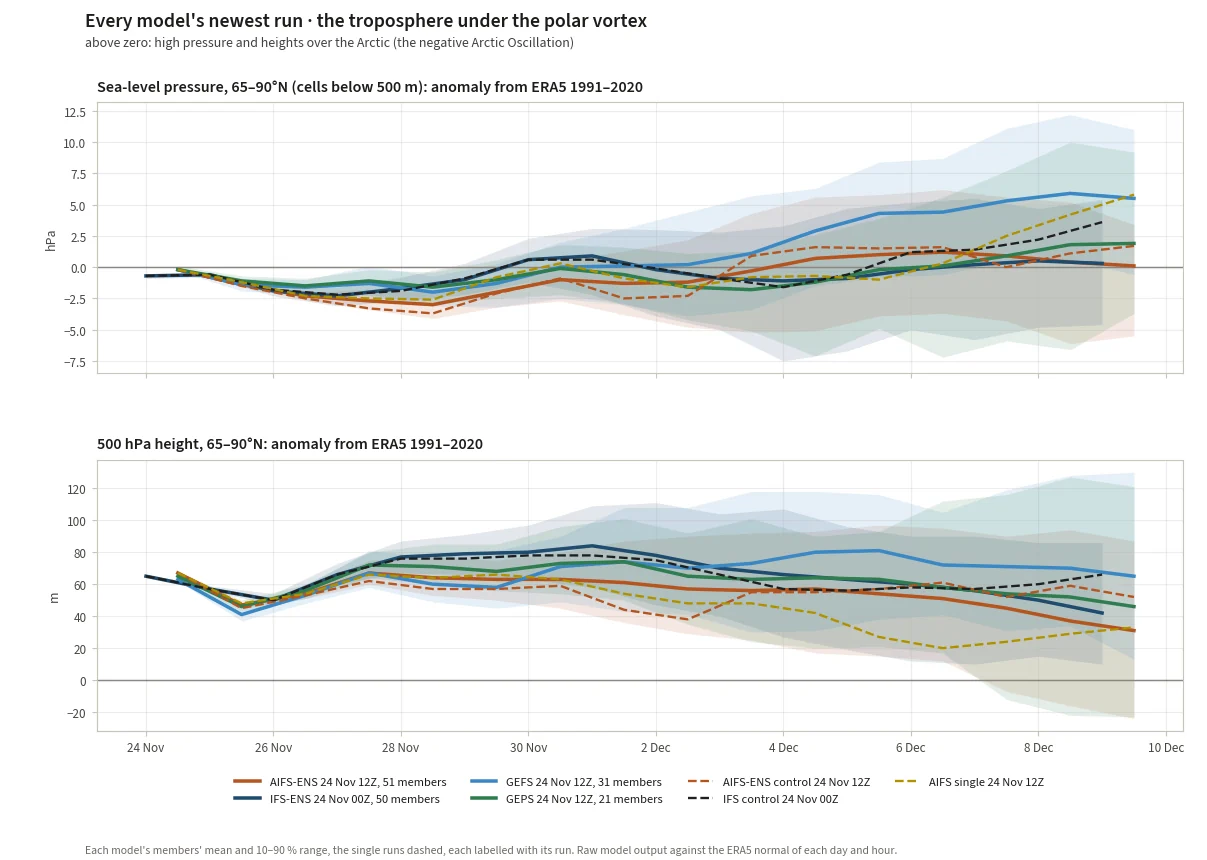 Every model's newest run · the troposphere under the polar vortex
above zero: high pressure and heights over the Arctic (the negative Arctic Oscillation)
Sea-level pressure, 65–90°N (cells below 500 m): anomaly from ERA5 1991–2020
12.5
10.0
7.5
5.0
2.5
0.0
−2.5
−5.0
−7.5
hPa
500 hPa height, 65–90°N: anomaly from ERA5 1991–2020
120
100
80
60
40
20
0
−20
m
24 Nov 26 Nov 28 Nov 30 Nov 2 Dec 4 Dec 6 Dec 8 Dec 10 Dec
AIFS-ENS 24 Nov 12Z, 51 members GEFS 24 Nov 12Z, 31 members AIFS-ENS control 24 Nov 12Z AIFS single 24 Nov 12Z
IFS-ENS 24 Nov 00Z, 50 members GEPS 24 Nov 12Z, 21 members IFS control 24 Nov 00Z
Each model's members' mean and 10–90 % range, the single runs dashed, each labelled with its run. Raw model output against the ERA5 normal of each day and hour.